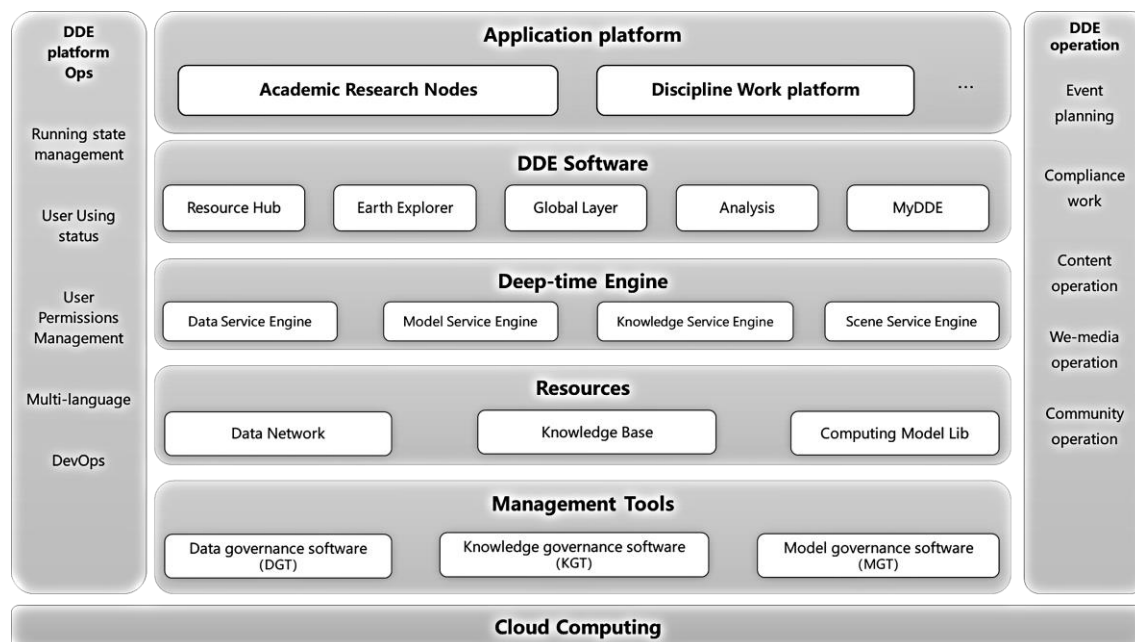 DDE
platform
Ops
Running state
management
User Using
status
User
Permissions
Management
Multi-language
DevOps
Application platform
Academic Research Nodes
Discipline Work platform
...
DDE Software
Resource Hub
Earth Explorer
Global Layer
Analysis
MyDDE
Deep-time Engine
Data Service Engine
Model Service Engine
Knowledge Service Engine
Scene Service Engine
Resources
Data Network
Knowledge Base
Computing Model Lib
Management Tools
Data governance software
(DGT)
Knowledge governance software
(KGT)
Model governance software
(MGT)
DDE
operation
Event
planning
Compliance
work
Content
operation
We-media
operation
Community
operation
Cloud Computing